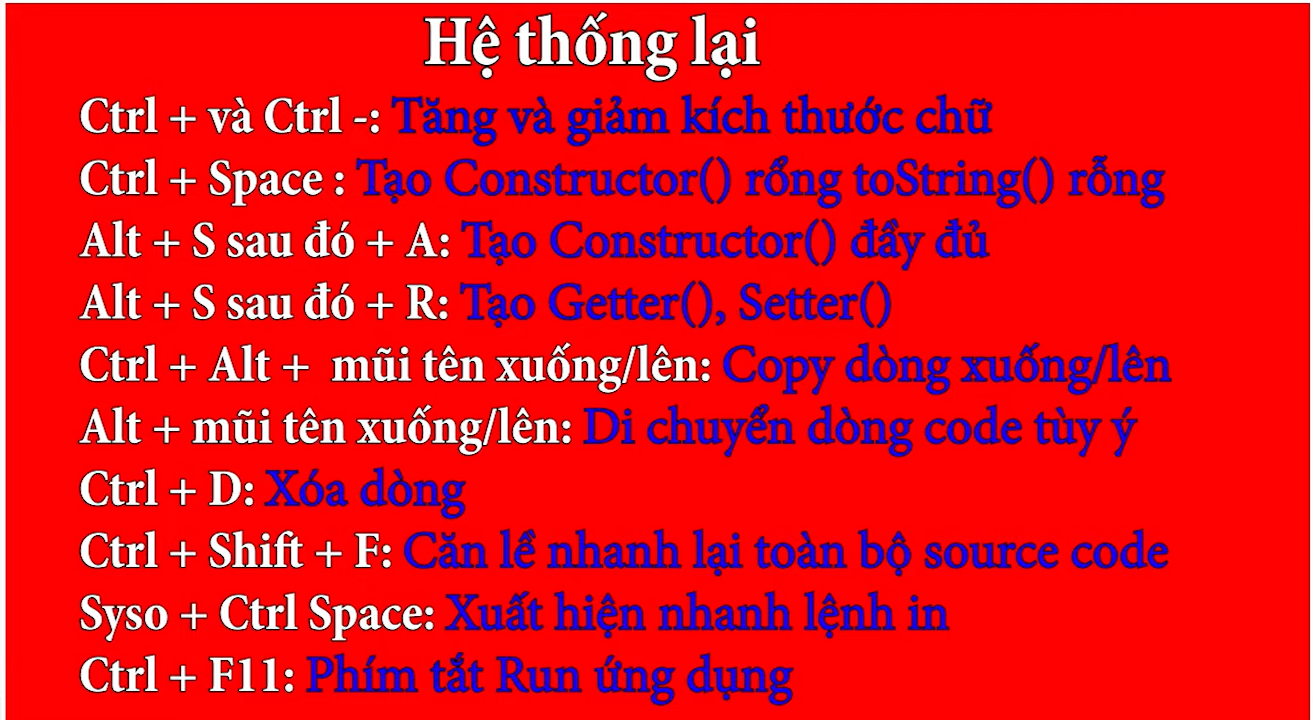 Hệ thống lại
Ctrl + và Ctrl -: Tăng và giảm kích thước chữ
Ctrl + Space : Tạo Constructor() rổng toString() rỗng
Alt + S sau đó + A: Tạo Constructor() đầy đủ
Alt + S sau đó + R: Tạo Getter(), Setter()
Ctrl + Alt +  mũi tên xuống/lên: Copy dòng xuống/lên
Alt + mũi tên xuống/lên: Di chuyển dòng code tùy ý
Ctrl + D: Xóa dòng
Ctrl + Shift + F: Căn lề nhanh lại toàn bộ source code
Syso + Ctrl Space: Xuất hiện nhanh lệnh in
Ctrl + F11: Phím tắt Run ứng dụng